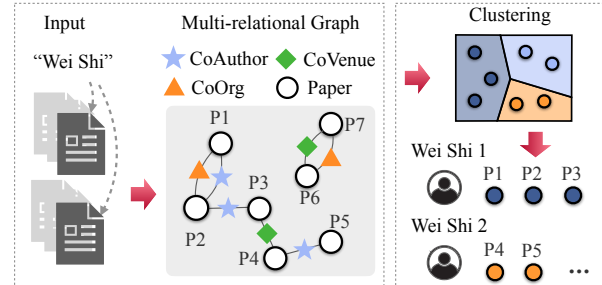 Input
Multi-relational Graph
Clustering
“Wei Shi”
CoAuthor
CoVenue
CoOrg
Paper
P1
P7
P3
P6
P5
P2
P4
Wei Shi 1
P1 P2 P3
Wei Shi 2
P4 P5 ...